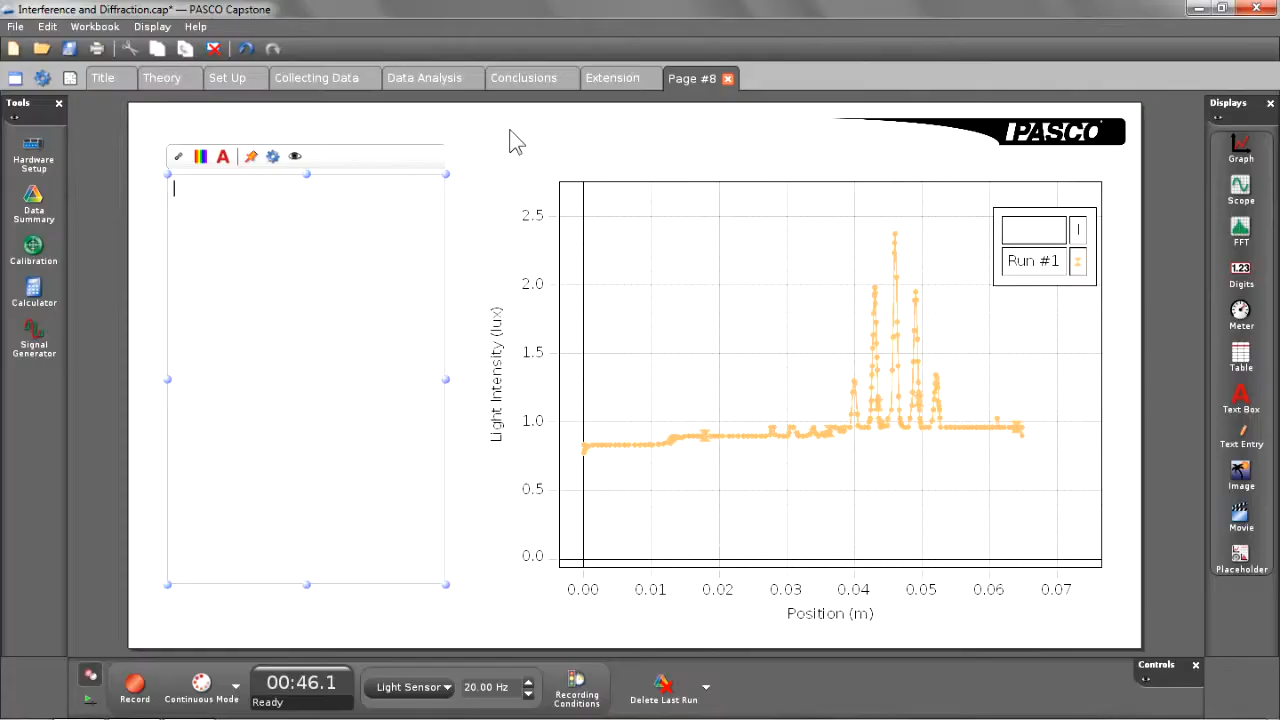 Interference and Diffraction.cap* — PASCO Capstone
File Edit Workbook Display Help
Title Theory Set Up Collecting Data Data Analysis Conclusions Extension Page #8
Tools
Hardware
Setup
Data
Summary
Calibration
Calculator
Signal
Generator
A
PASCO
2.5
2.0
1.5
1.0
0.5
0.0
Light Intensity (lux)
Run #1
0.00 0.01 0.02 0.03 0.04 0.05 0.06 0.07
Position (m)
Displays
Graph
Scope
FFT
1.23
Digits
Meter
Table
A
Text Box
Text Entry
Image
Movie
Placeholder
Record
Continuous Mode
00:46.1
Ready
Light Sensor
20.00 Hz
Recording
Conditions
Delete Last Run
Controls